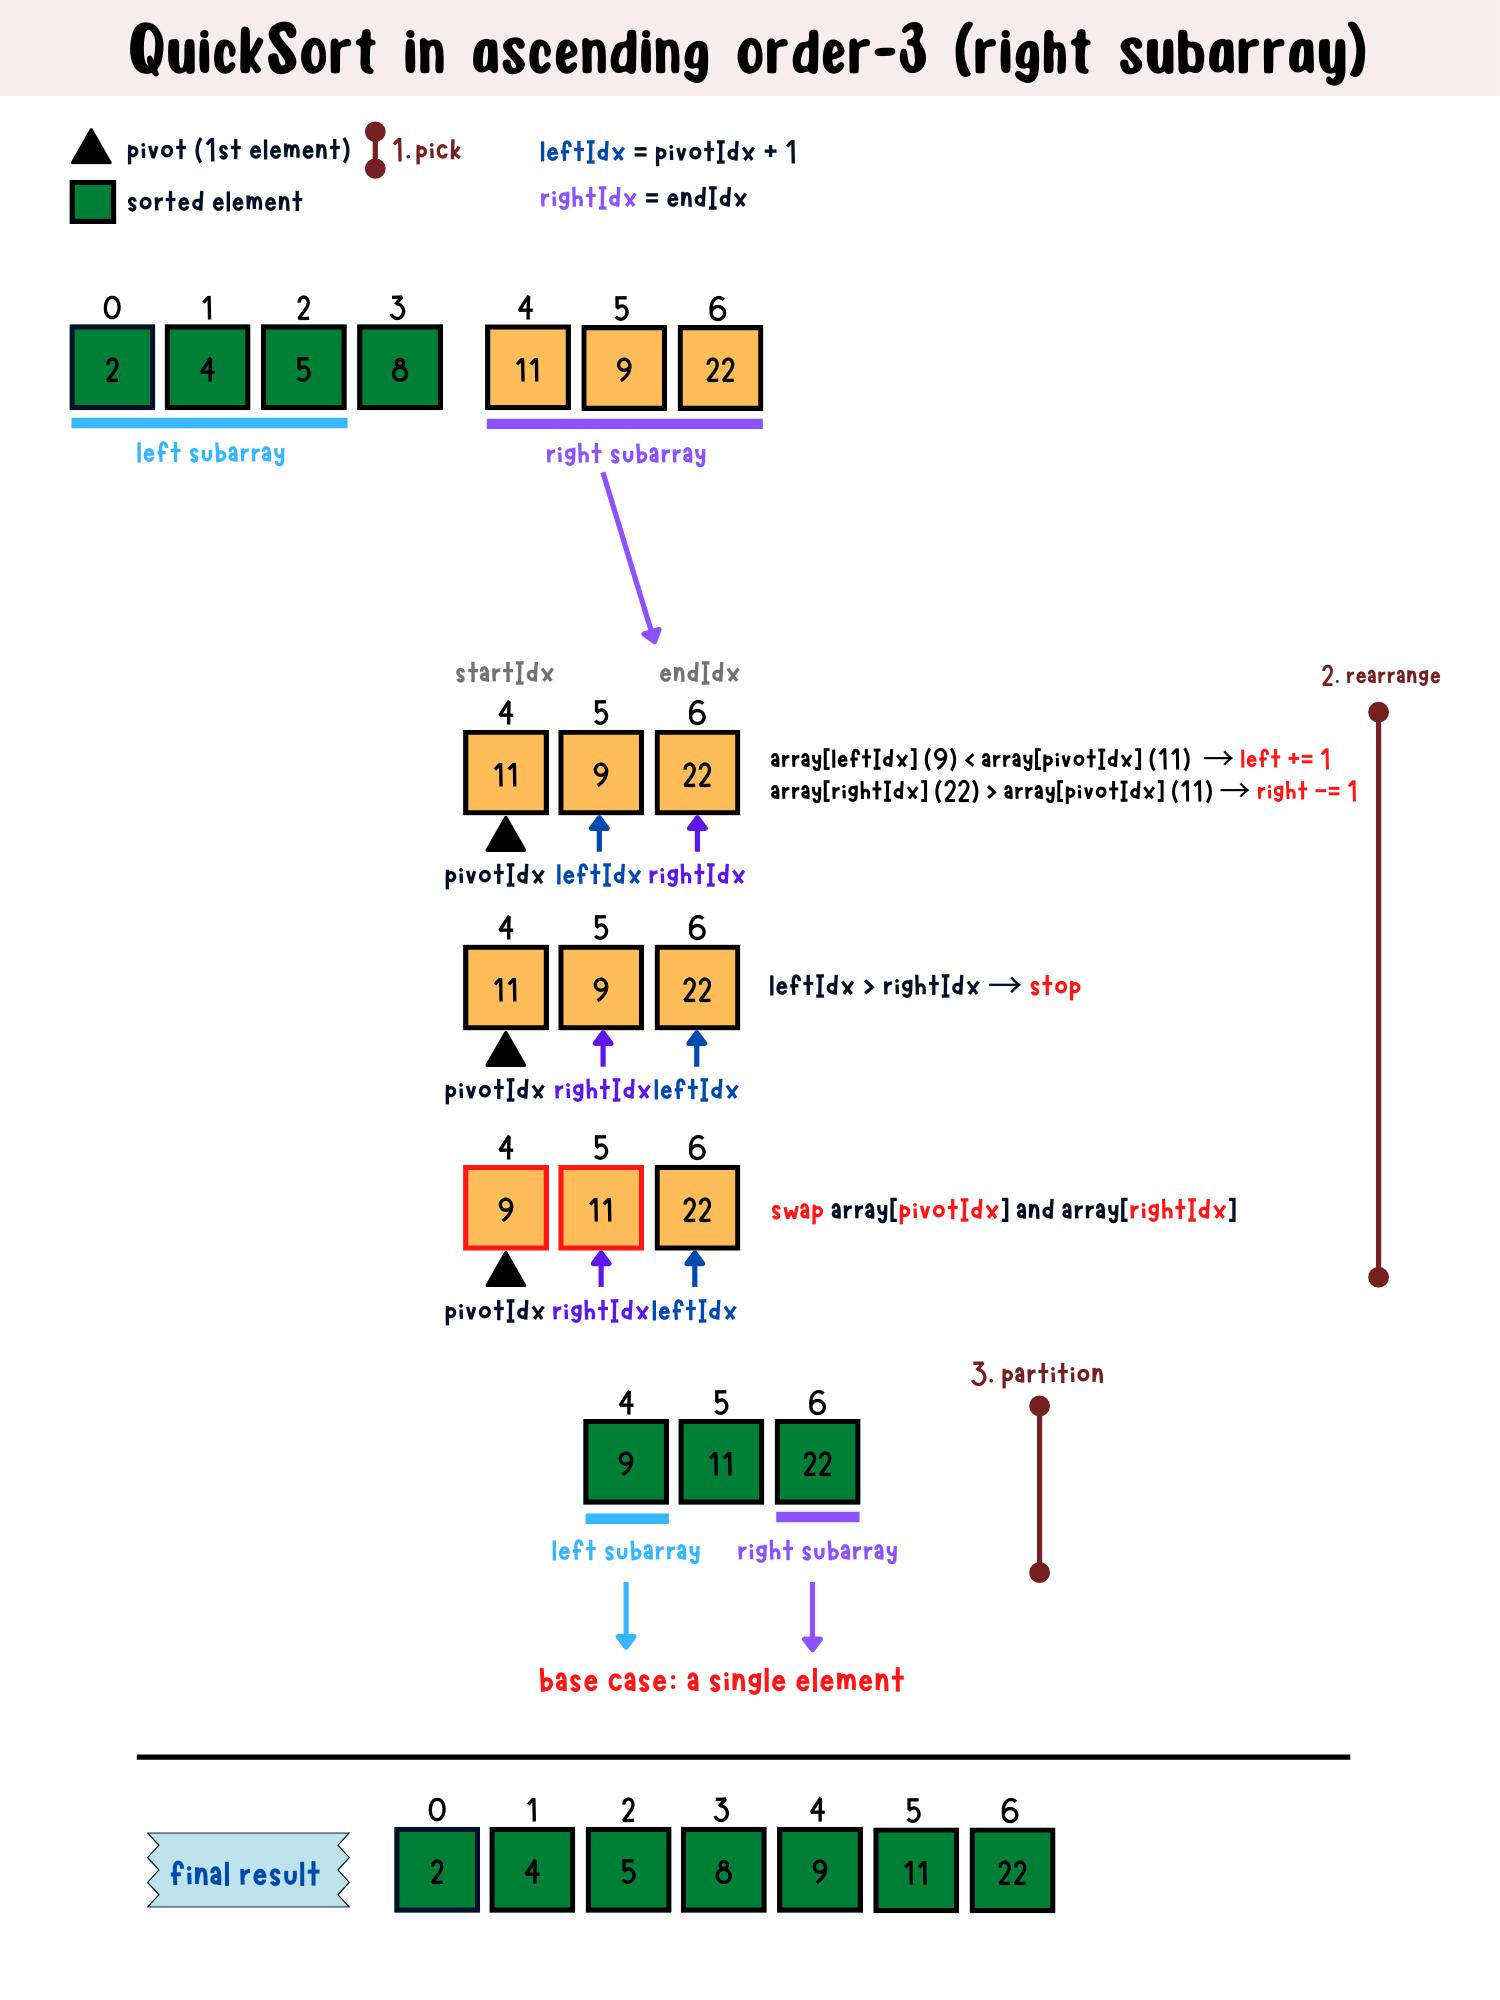 QuickSort in ascending order-3 (right subarray)
pivot (1st element) 1. pick
sorted element
leftIdx = pivotIdx + 1
rightIdx = endIdx
0 1 2 3 4 5 6
2 4 5 8 11 9 22
left subarray right subarray
startIdx endIdx
4 5 6
11 9 22
pivotIdx leftIdx rightIdx
array[leftIdx] (9) < array[pivotIdx] (11) → left += 1
array[rightIdx] (22) > array[pivotIdx] (11) → right -= 1
2. rearrange
4 5 6
11 9 22
pivotIdx rightIdx leftIdx
leftIdx > rightIdx → stop
4 5 6
9 11 22
pivotIdx rightIdx leftIdx
swap array[pivotIdx] and array[rightIdx]
3. partition
4 5 6
9 11 22
left subarray right subarray
base case: a single element
0 1 2 3 4 5 6
final result 2 4 5 8 9 11 22